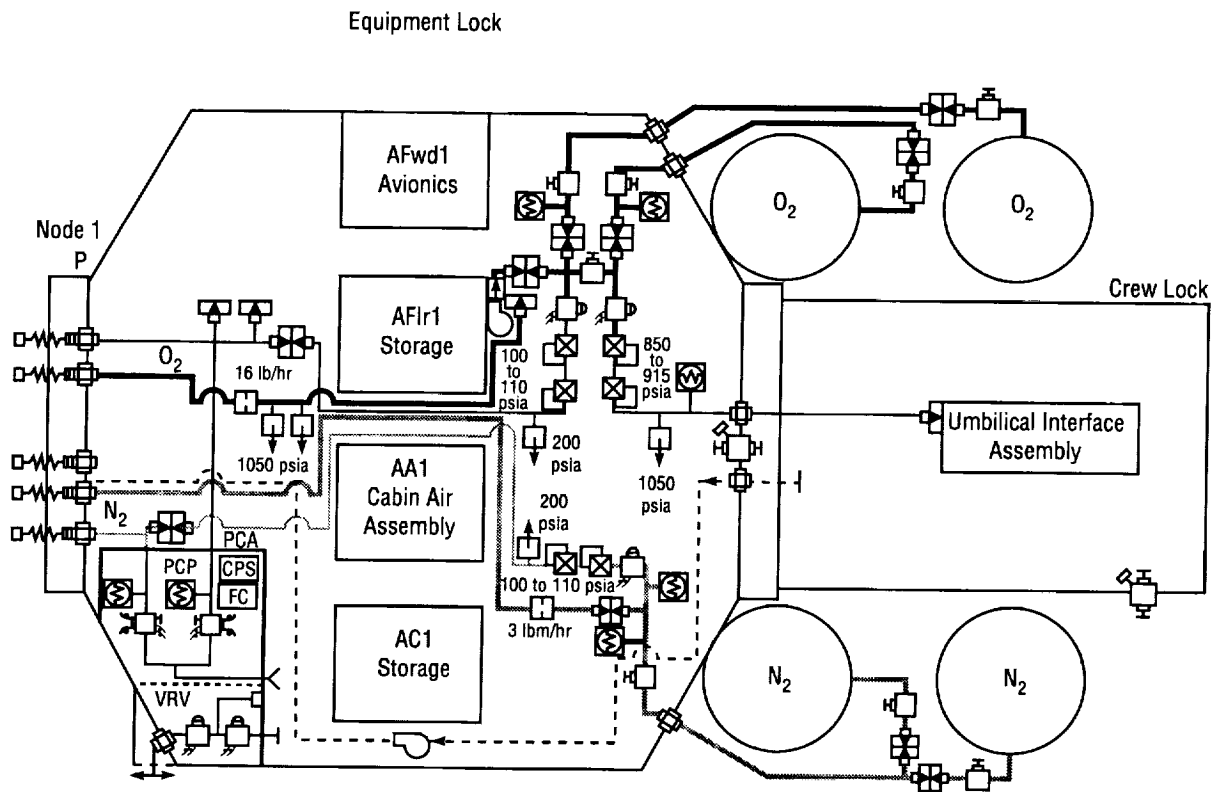 Equipment Lock
AFwd1
Avionics
O2
O2
Node 1
P
Crew Lock
AFlr1
Storage
850
to
915
psia
100
to
110
psia
O2
16 lb/hr
Umbilical Interface
Assembly
1050 psia
200
psia
1050
psia
AA1
Cabin Air
Assembly
200
psia
N2
PCA
PCP
CPS
FC
100 to 110 psia
3 lbm/hr
AC1
Storage
N2
N2
VRV